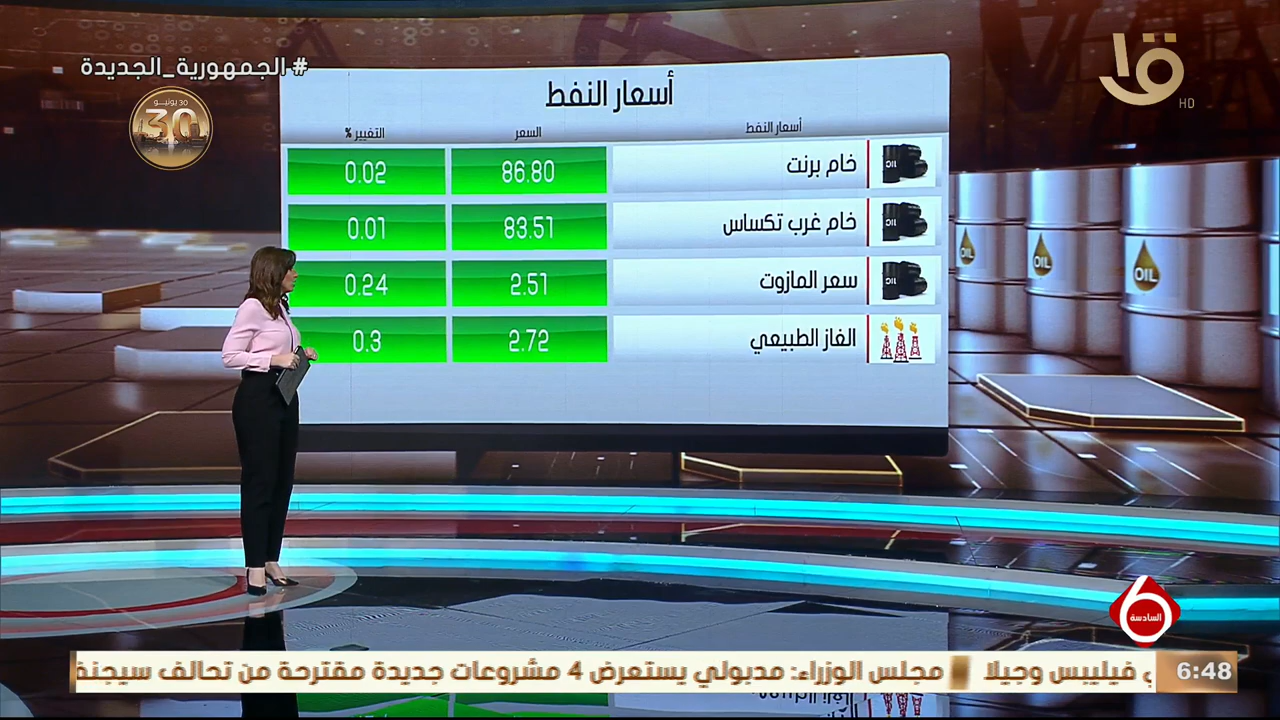 #الجمهورية_الجديدة
30 يونيو
30
HD
أسعار النفط
أسعار النفط السعر التغيير %
خام برنت 86.80 0.02
خام غرب تكساس 83.51 0.01
سعر المازوت 2.51 0.24
الغاز الطبيعي 2.72 0.3
OIL
OIL
OIL
6
السادسة
فيليبس وجيلا مجلس الوزراء: مدبولي يستعرض 4 مشروعات جديدة مقترحة من تحالف
6:48